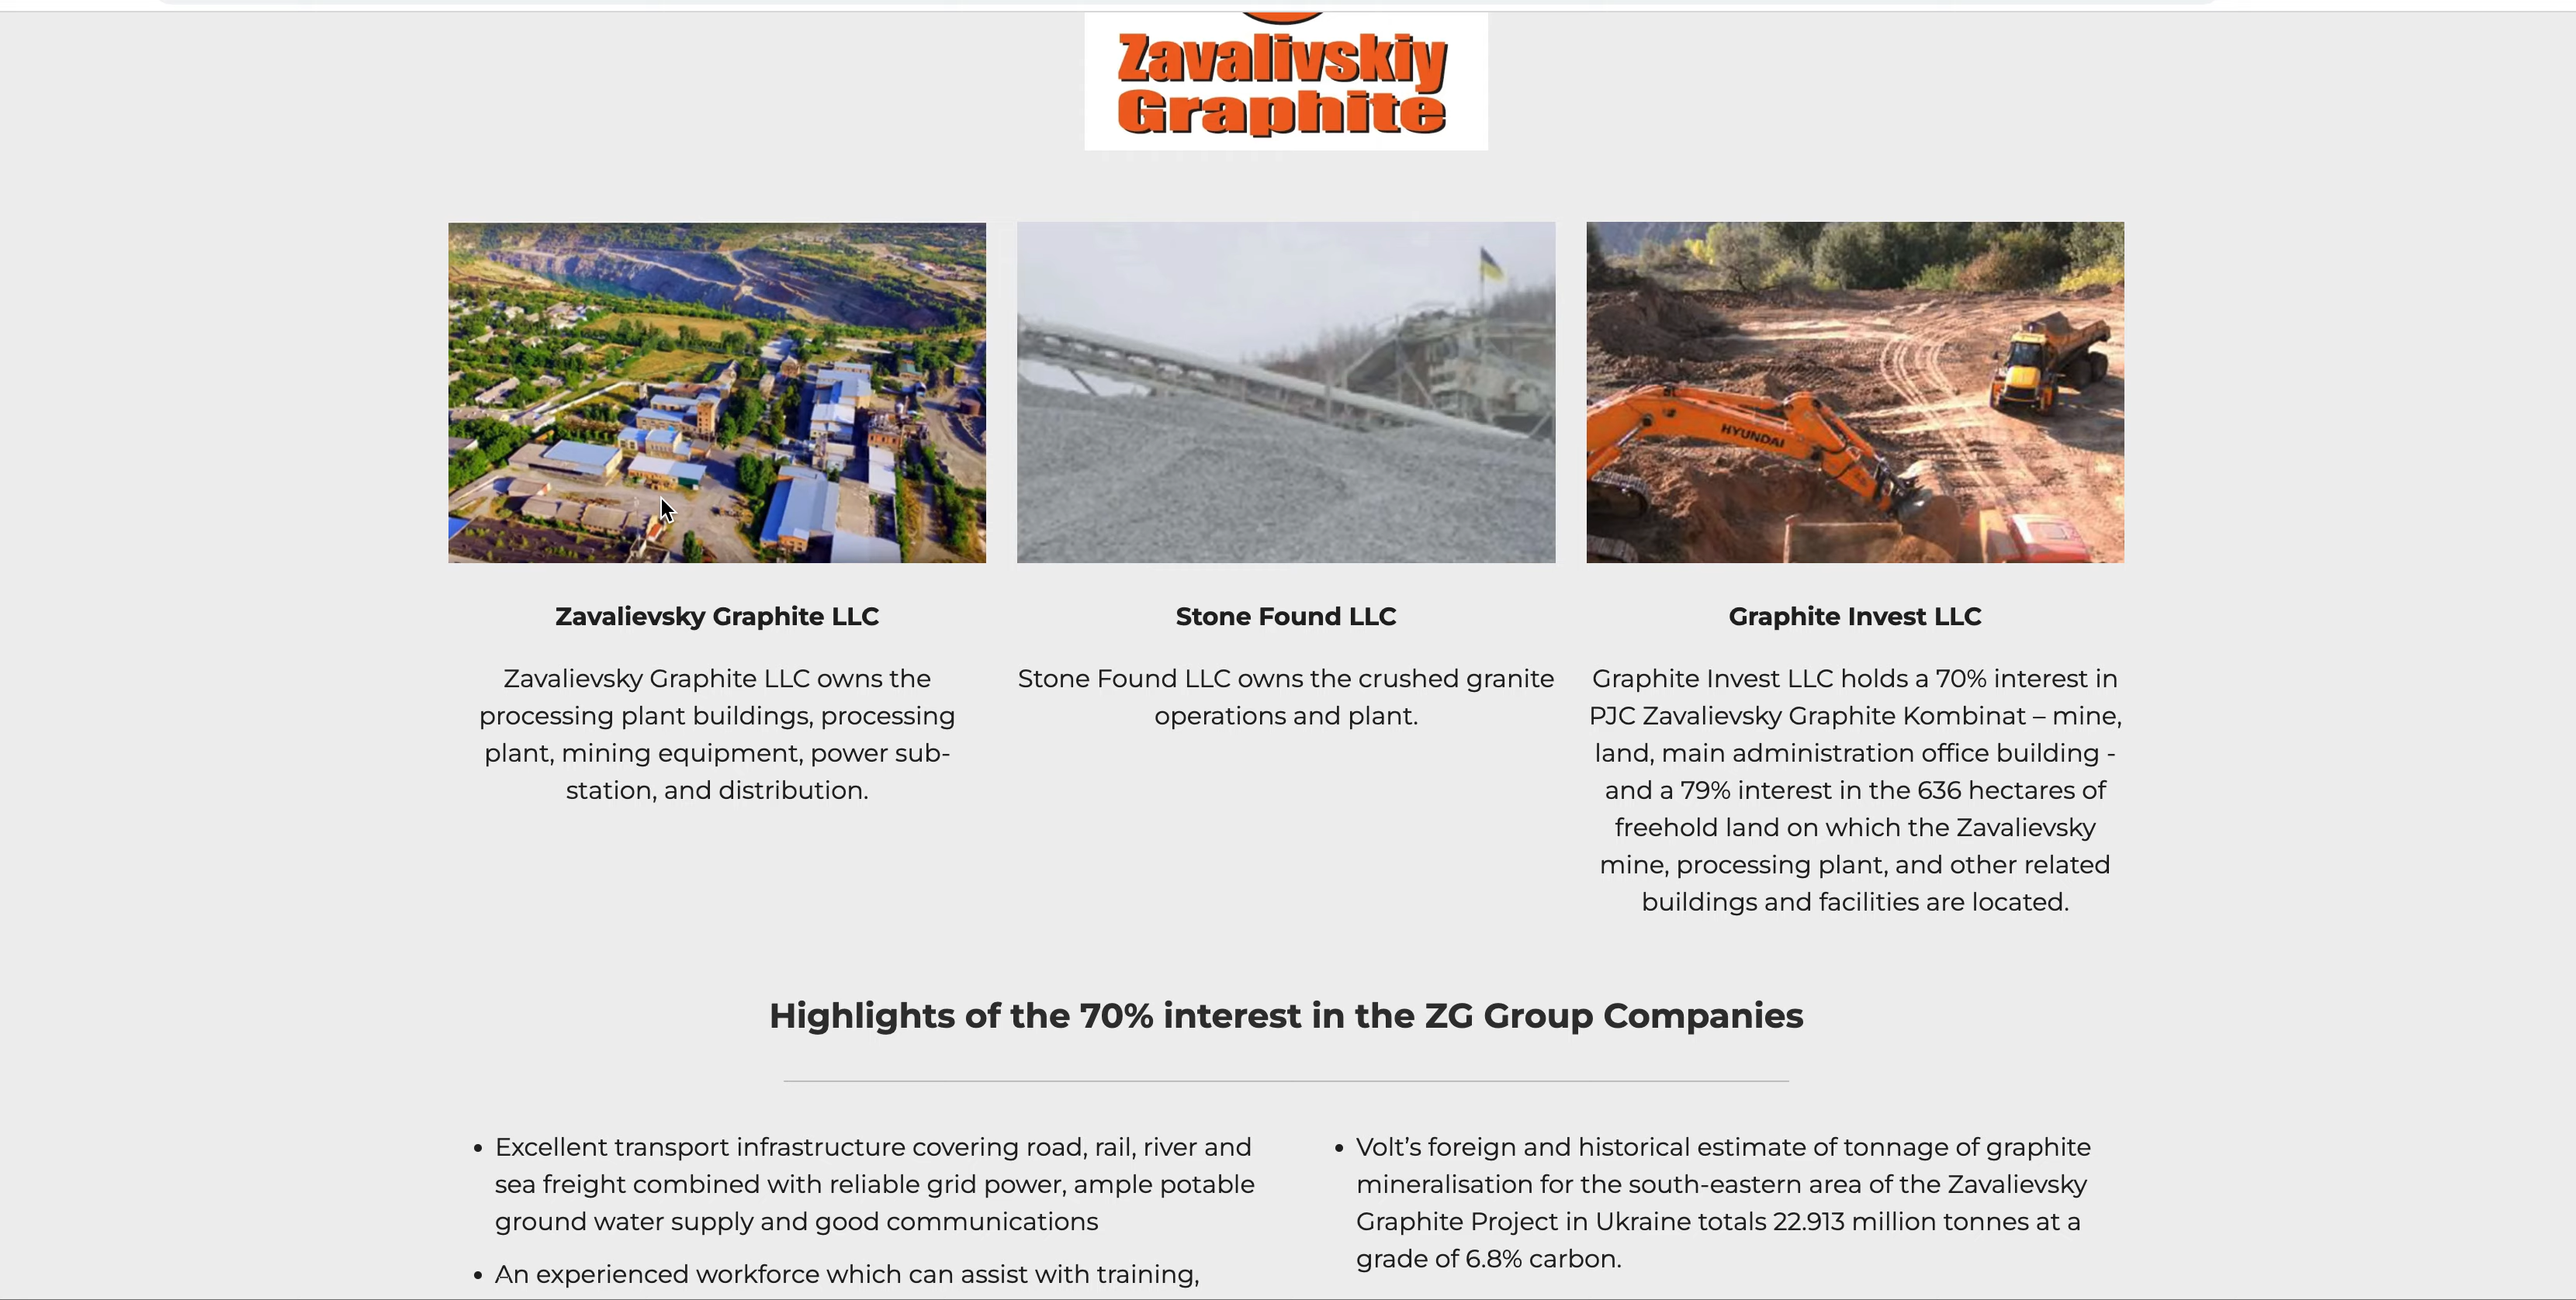 Zavalivskiy
Graphite
HYUNDAI
Zavalievsky Graphite LLC
Zavalievsky Graphite LLC owns the
processing plant buildings, processing
plant, mining equipment, power sub-
station, and distribution.
Stone Found LLC
Stone Found LLC owns the crushed granite
operations and plant.
Graphite Invest LLC
Graphite Invest LLC holds a 70% interest in
PJC Zavalievsky Graphite Kombinat – mine,
land, main administration office building -
and a 79% interest in the 636 hectares of
freehold land on which the Zavalievsky
mine, processing plant, and other related
buildings and facilities are located.
Highlights of the 70% interest in the ZG Group Companies
• Excellent transport infrastructure covering road, rail, river and
sea freight combined with reliable grid power, ample potable
ground water supply and good communications
• An experienced workforce which can assist with training,
• Volt’s foreign and historical estimate of tonnage of graphite
mineralisation for the south-eastern area of the Zavalievsky
Graphite Project in Ukraine totals 22.913 million tonnes at a
grade of 6.8% carbon.